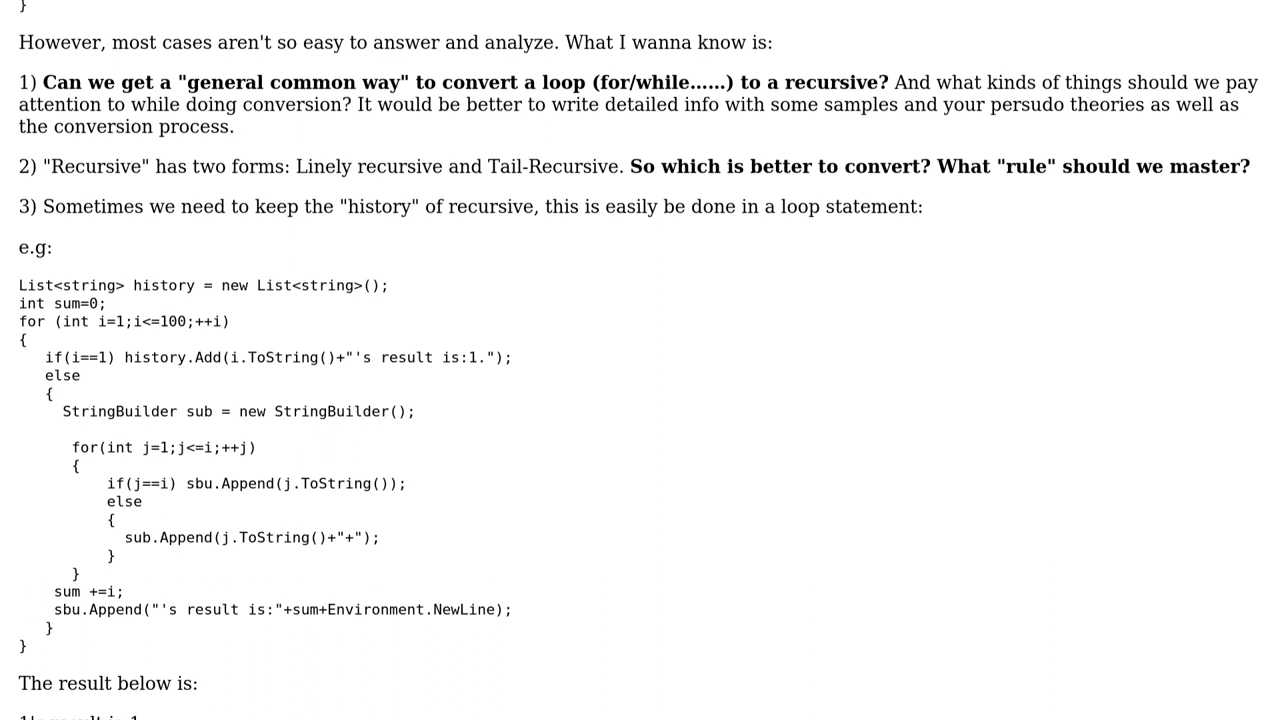 }
However, most cases aren't so easy to answer and analyze. What I wanna know is:
1) Can we get a "general common way" to convert a loop (for/while……) to a recursive? And what kinds of things should we pay
attention to while doing conversion? It would be better to write detailed info with some samples and your persudo theories as well as
the conversion process.
2) "Recursive" has two forms: Linely recursive and Tail-Recursive. So which is better to convert? What "rule" should we master?
3) Sometimes we need to keep the "history" of recursive, this is easily be done in a loop statement:
e.g:
List<string> history = new List<string>();
int sum=0;
for (int i=1;i<=100;++i)
{
   if(i==1) history.Add(i.ToString()+"'s result is:1.");
   else
   {
     StringBuilder sub = new StringBuilder();
      for(int j=1;j<=i;++j)
      {
          if(j==i) sbu.Append(j.ToString());
          else
          {
            sub.Append(j.ToString()+"+");
          }
      }
    sum +=i;
    sbu.Append("'s result is:"+sum+Environment.NewLine);
   }
}
The result below is: